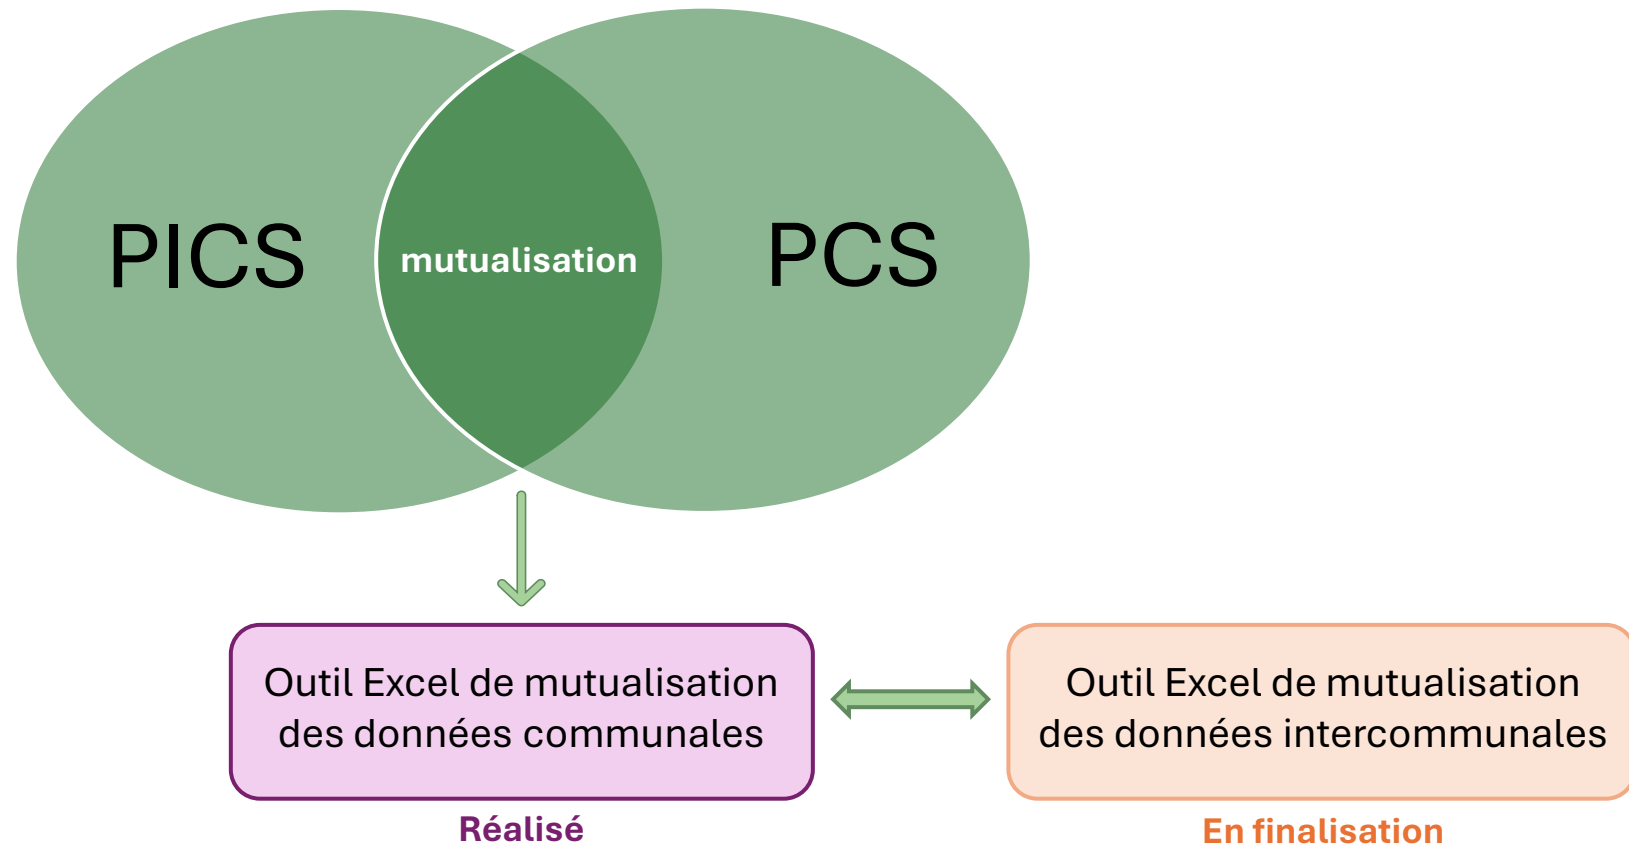 PICS
mutualisation
PCS
Outil Excel de mutualisation
des données communales
Outil Excel de mutualisation
des données intercommunales
Réalisé
En finalisation